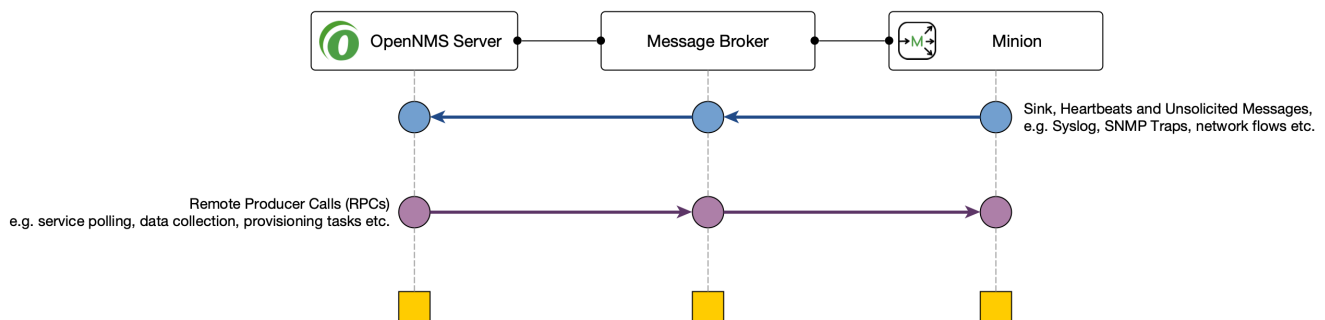 OpenNMS Server
Message Broker
M
Minion
Sink, Heartbeats and Unsolicited Messages,
e.g. Syslog, SNMP Traps, network flows etc.
Remote Producer Calls (RPCs)
e.g. service polling, data collection, provisioning tasks etc.